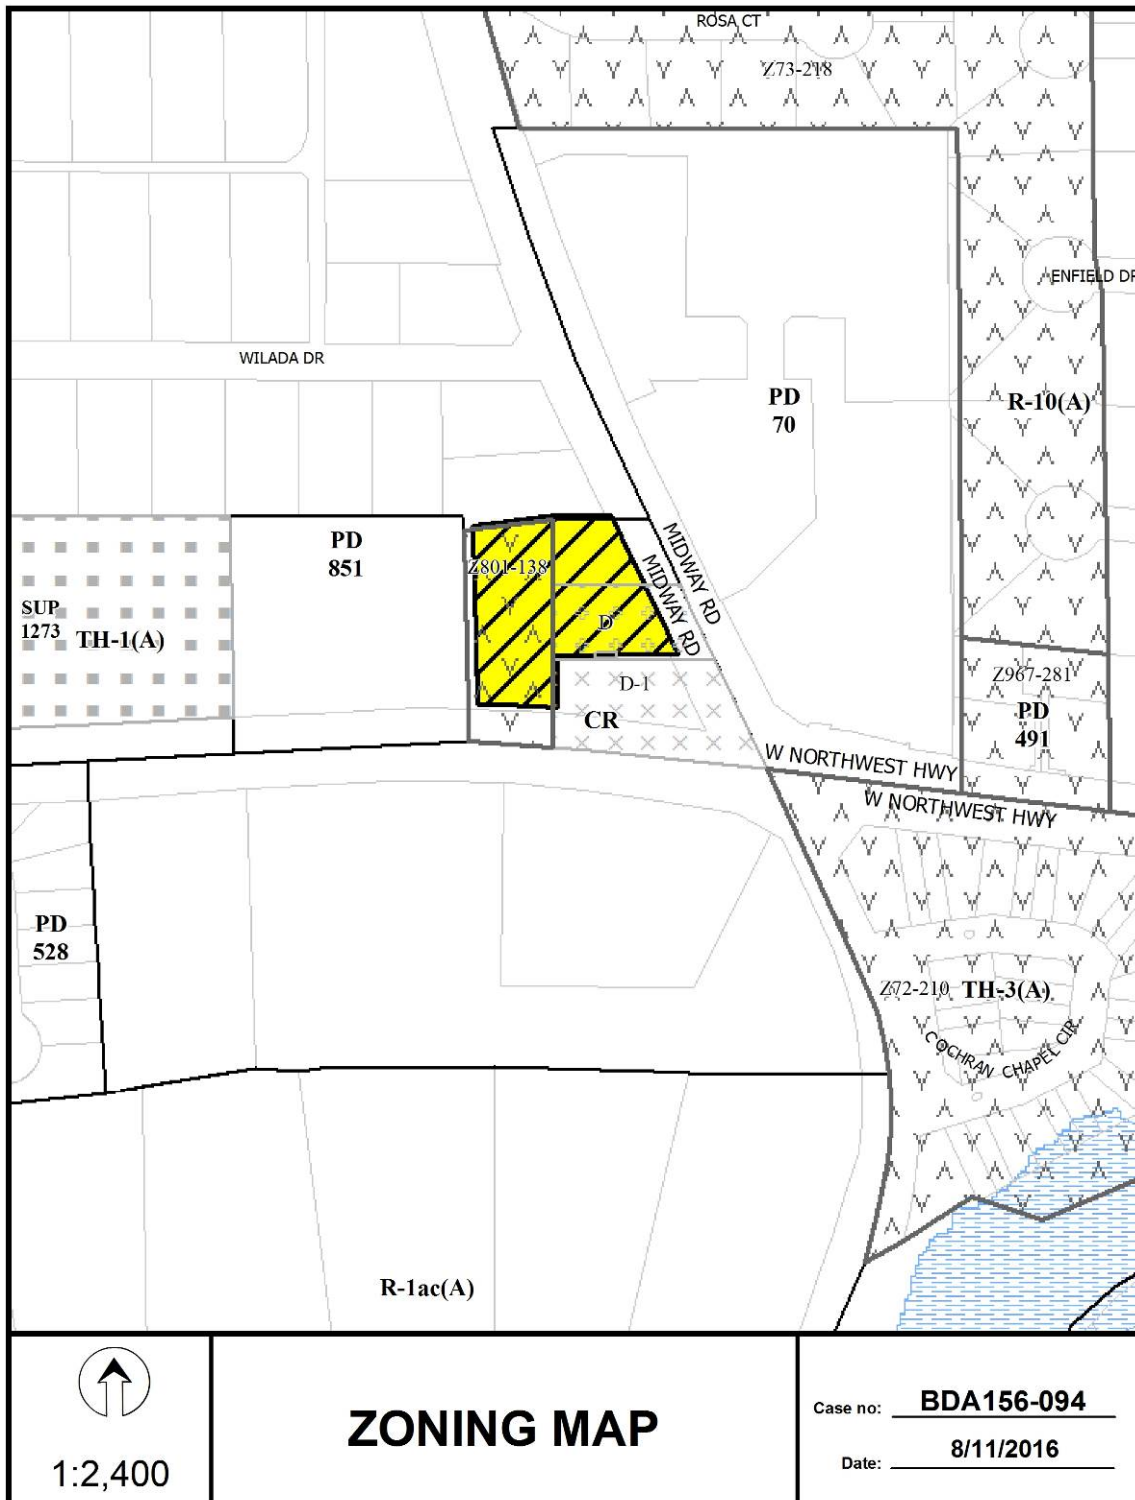 ROSA CT
Z73-218
ENFIELD DR
WILADA DR
PD
70
R-10(A)
MIDWAY RD
MIDWAY RD
PD
851
Z801-138
SUP
1273
TH-1(A)
D
D-1
CR
Z967-281
PD
491
W NORTHWEST HWY
W NORTHWEST HWY
PD
528
Z72-210
TH-3(A)
COCHRAN CHAPEL CIR
R-1ac(A)
1:2,400
ZONING MAP
Case no: BDA156-094
Date: 8/11/2016